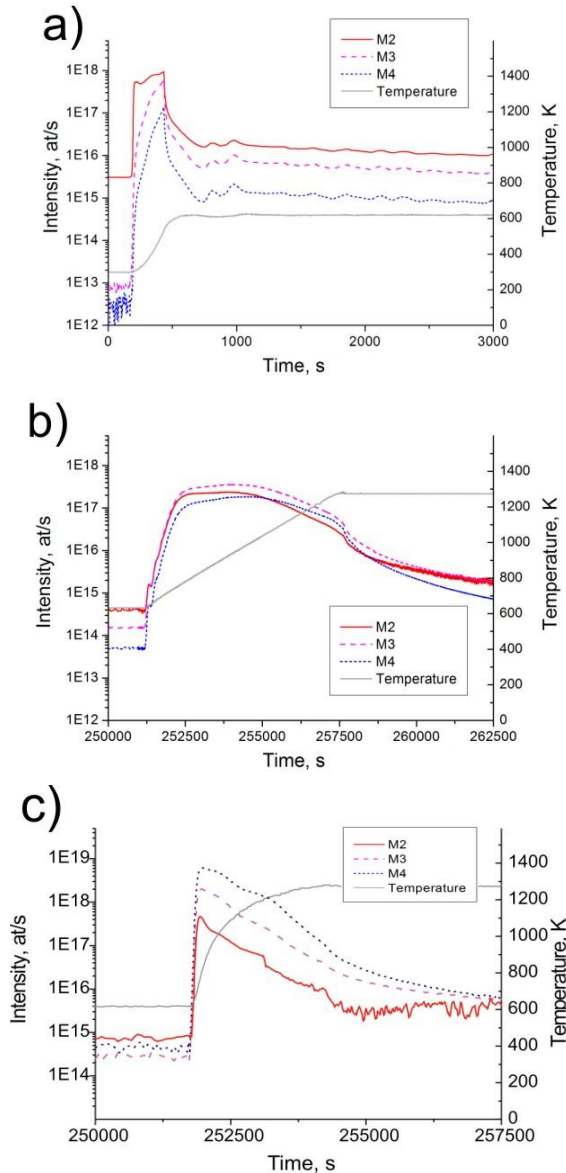 a)
M2
M3
M4
Temperature
1E18
1E17
1E16
1E15
1E14
1E13
1E12
Intensity, at/s
1400
1200
1000
800
600
400
200
0
Temperature, K
0 1000 2000 3000
Time, s
b)
1E18
1E17
1E16
1E15
1E14
1E13
1E12
Intensity, at/s
M2
M3
M4
Temperature
1400
1200
1000
800
600
400
200
0
Temperature, K
250000 252500 255000 257500 260000 262500
Time, s
c)
M2
M3
M4
Temperature
1E19
1E18
1E17
1E16
1E15
1E14
Intensity, at/s
1400
1200
1000
800
600
400
200
0
Temperature, K
250000 252500 255000 257500
Time, s